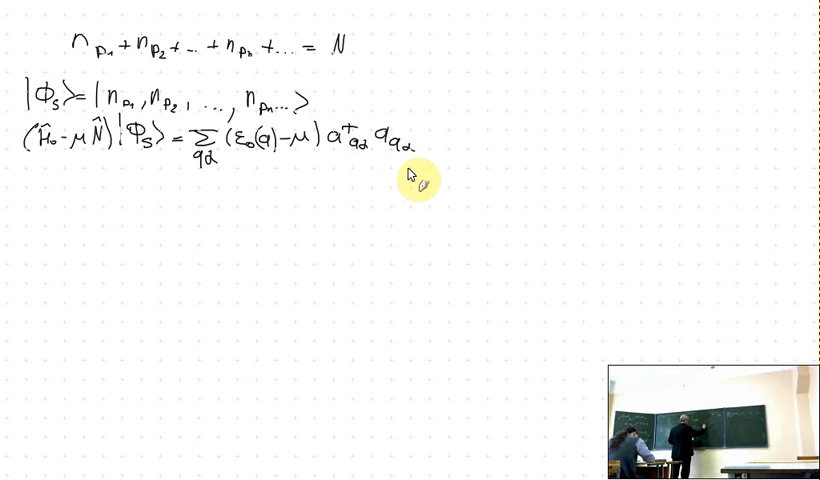 n_{p_1} + n_{p_2} + ... + n_{p_n} + ... = N
|Φ_s⟩ = |n_{p_1}, n_{p_2}, ..., n_{p_n}...⟩
(Ĥ_0 - μN̂)|Φ_s⟩ = Σ_{qα} (ε_0(q) - μ) a^+_{qα} a_{qα}